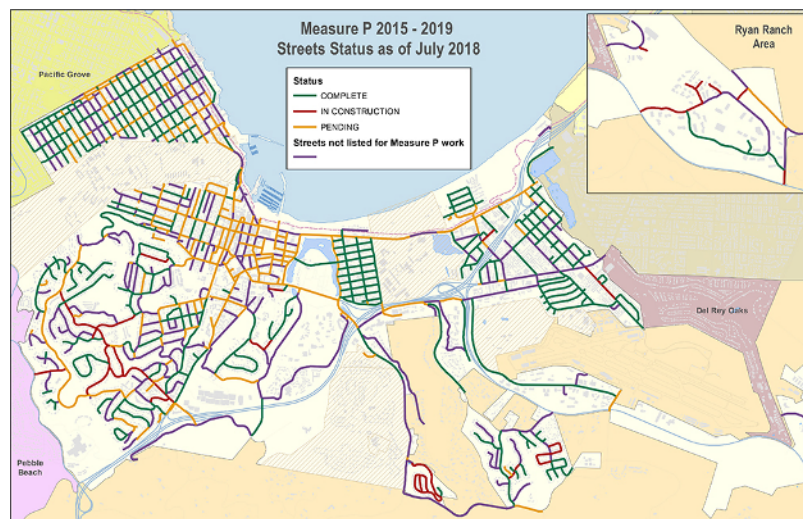 Measure P 2015 - 2019
Streets Status as of July 2018
Status
COMPLETE
IN CONSTRUCTION
PENDING
Streets not listed for Measure P work
Ryan Ranch
Area
Pacific Grove
Del Rey Oaks
Pebble
Beach